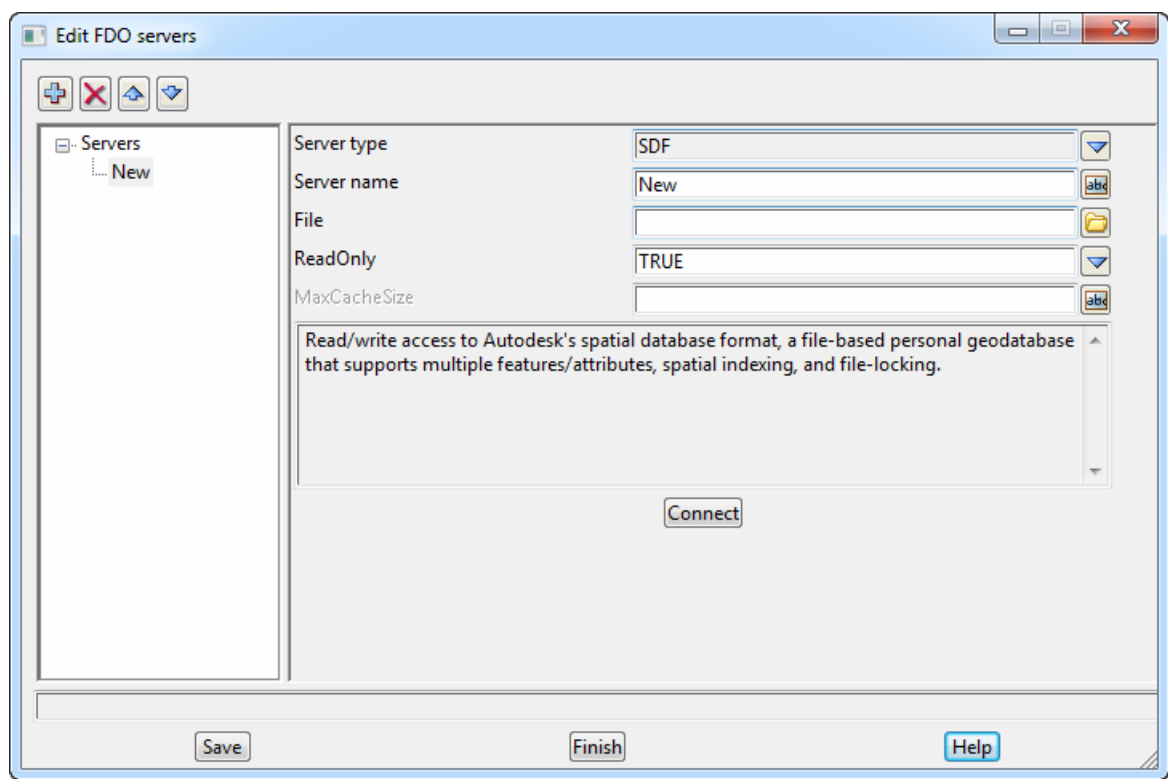 Edit FDO servers
Servers
New
Server type
SDF
Server name
New
abc
File
ReadOnly
TRUE
MaxCacheSize
abc
Read/write access to Autodesk's spatial database format, a file-based personal geodatabase
that supports multiple features/attributes, spatial indexing, and file-locking.
Connect
Save
Finish
Help